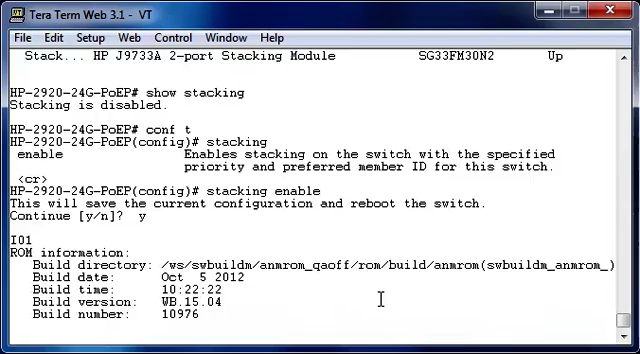 Tera Term Web 3.1 - VT
File Edit Setup Web Control Window Help
Stack... HP J9733A 2-port Stacking Module SG33FM30N2 Up
HP-2920-24G-PoEP# show stacking
Stacking is disabled.
HP-2920-24G-PoEP# conf t
HP-2920-24G-PoEP(config)# stacking
enable Enables stacking on the switch with the specified
priority and preferred member ID for this switch.
<cr>
HP-2920-24G-PoEP(config)# stacking enable
This will save the current configuration and reboot the switch.
Continue [y/n]? y
I01
ROM information:
Build directory: /ws/swbuildm/anmrom_qaoff/rom/build/anmrom(swbuildm_anmrom_)
Build date: Oct 5 2012
Build time: 10:22:22
Build version: WB.15.04
Build number: 10976